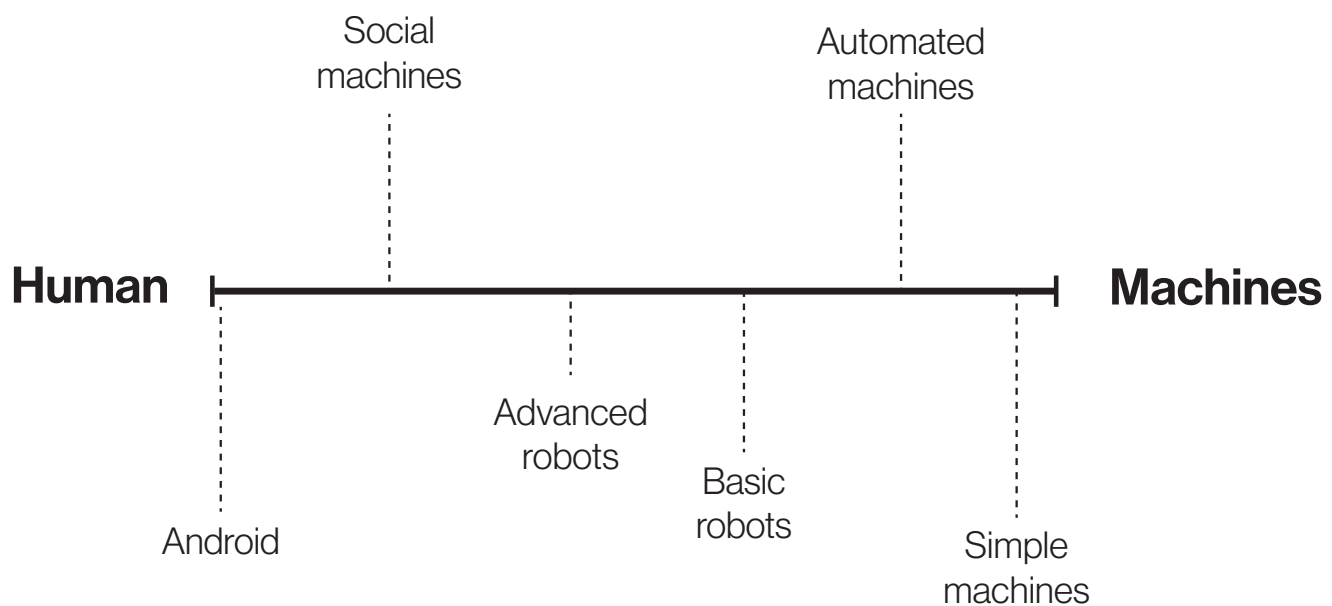 Social
machines
Automated
machines
Human
Machines
Advanced
robots
Basic
robots
Android
Simple
machines